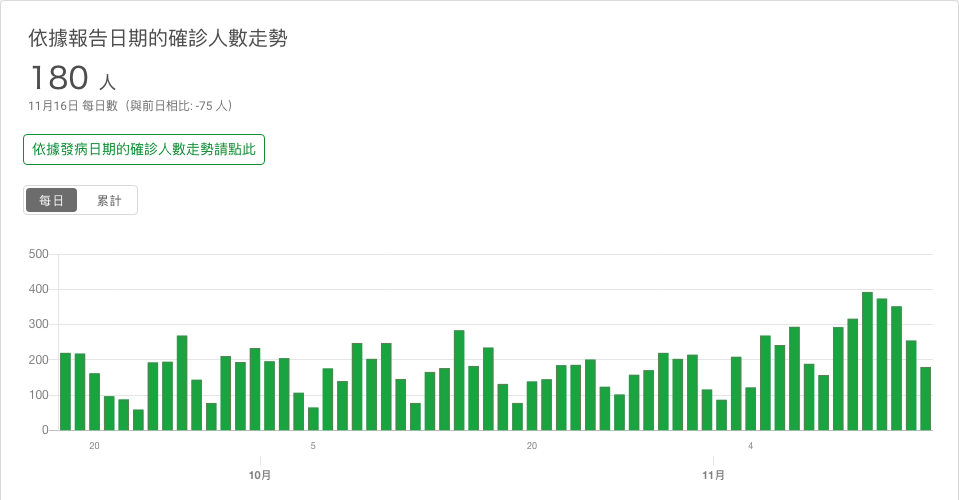 依據報告日期的確診人數走勢
180 人
11月16日 每日數（與前日相比: -75 人）
依據發病日期的確診人數走勢請點此
每日 累計
500
400
300
200
100
0
20 5 20 4
10月 11月